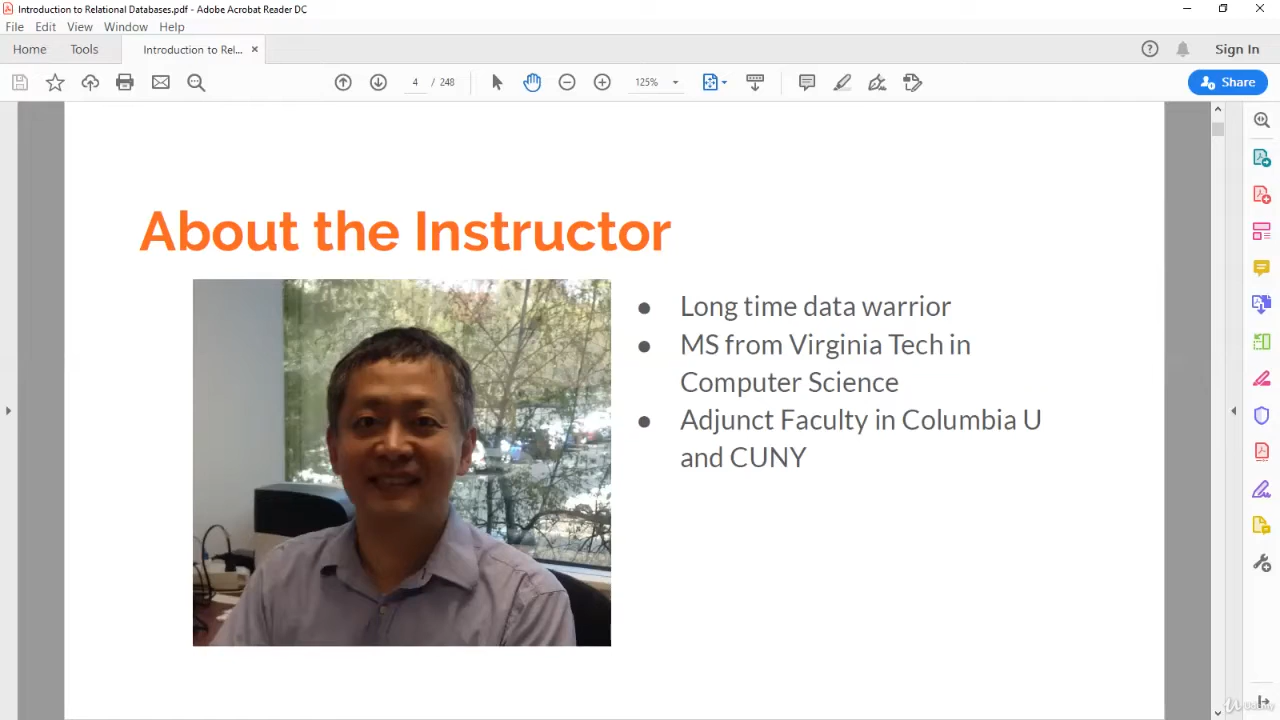 Introduction to Relational Databases.pdf - Adobe Acrobat Reader DC
File Edit View Window Help
Home Tools Introduction to Rel... × Sign In
4 / 248 125% Share
About the Instructor
● Long time data warrior
● MS from Virginia Tech in
Computer Science
● Adjunct Faculty in Columbia U
and CUNY
Udemy